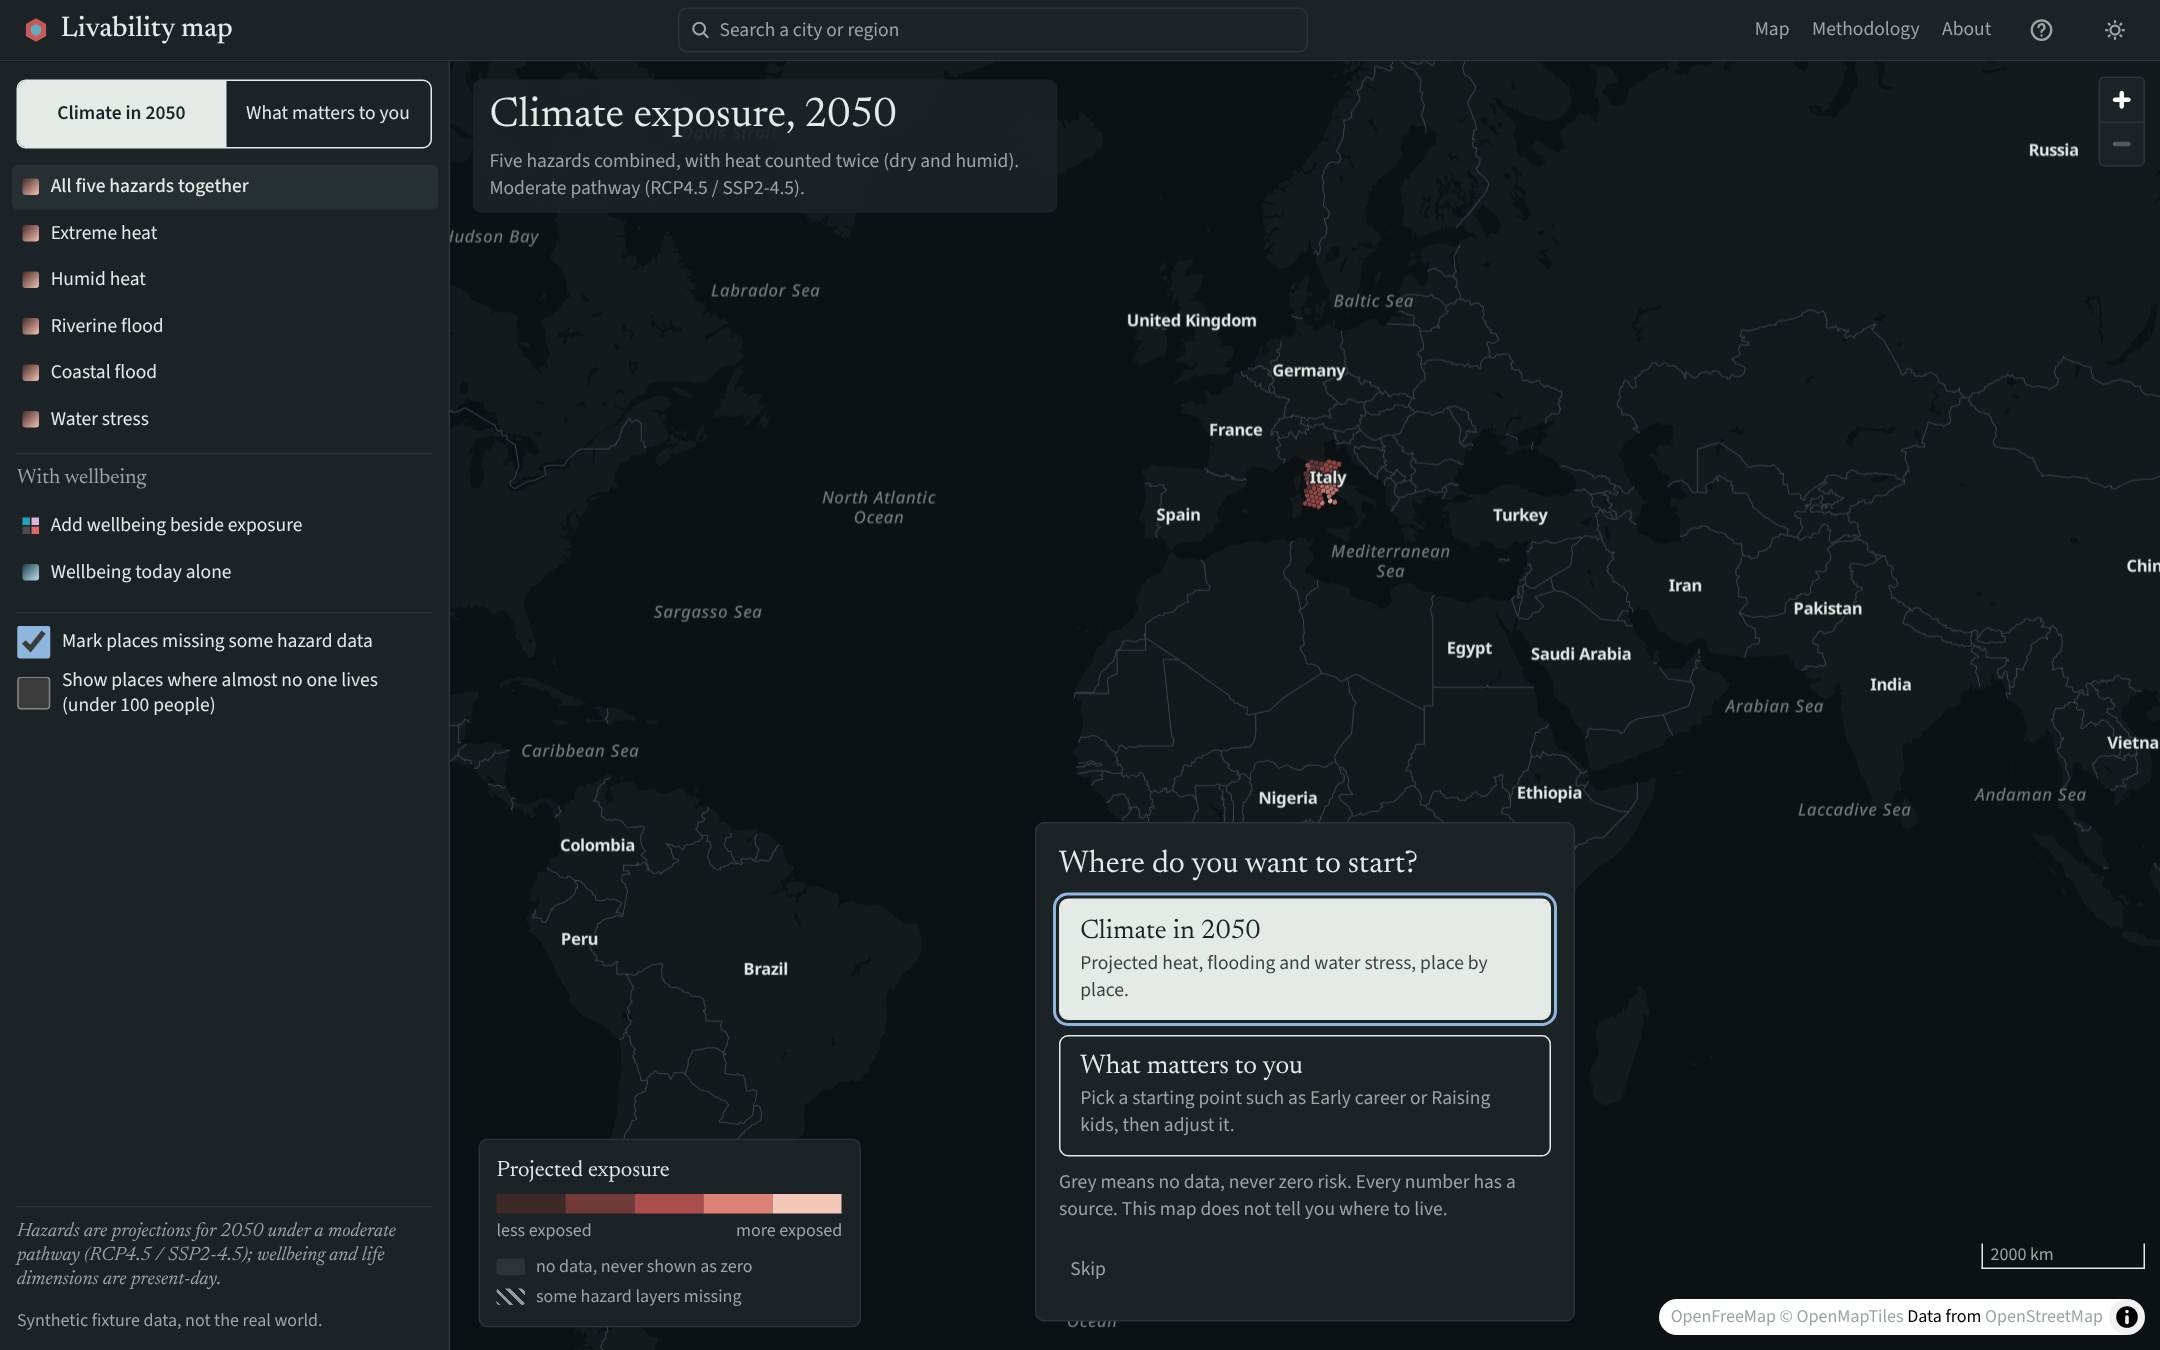 Livability map
Search a city or region
Map
Methodology
About
Climate in 2050
What matters to you
All five hazards together
Extreme heat
Humid heat
Riverine flood
Coastal flood
Water stress
With wellbeing
Add wellbeing beside exposure
Wellbeing today alone
Mark places missing some hazard data
Show places where almost no one lives
(under 100 people)
Hazards are projections for 2050 under a moderate
pathway (RCP4.5 / SSP2-4.5); wellbeing and life
dimensions are present-day.
Synthetic fixture data, not the real world.
Climate exposure, 2050
Five hazards combined, with heat counted twice (dry and humid).
Moderate pathway (RCP4.5 / SSP2-4.5).
Davis Strait
Russia
Hudson Bay
Labrador Sea
Baltic Sea
United Kingdom
Germany
France
Italy
North Atlantic
Ocean
Spain
Turkey
Mediterranean
Sea
Chin
Iran
Pakistan
Sargasso Sea
Egypt
Saudi Arabia
India
Arabian Sea
Caribbean Sea
Vietna
Nigeria
Ethiopia
Andaman Sea
Laccadive Sea
Colombia
Peru
Brazil
Where do you want to start?
Climate in 2050
Projected heat, flooding and water stress, place by
place.
What matters to you
Pick a starting point such as Early career or Raising
kids, then adjust it.
Grey means no data, never zero risk. Every number has a
source. This map does not tell you where to live.
Skip
Ocean
Projected exposure
less exposed
more exposed
no data, never shown as zero
some hazard layers missing
2000 km
OpenFreeMap © OpenMapTiles Data from OpenStreetMap